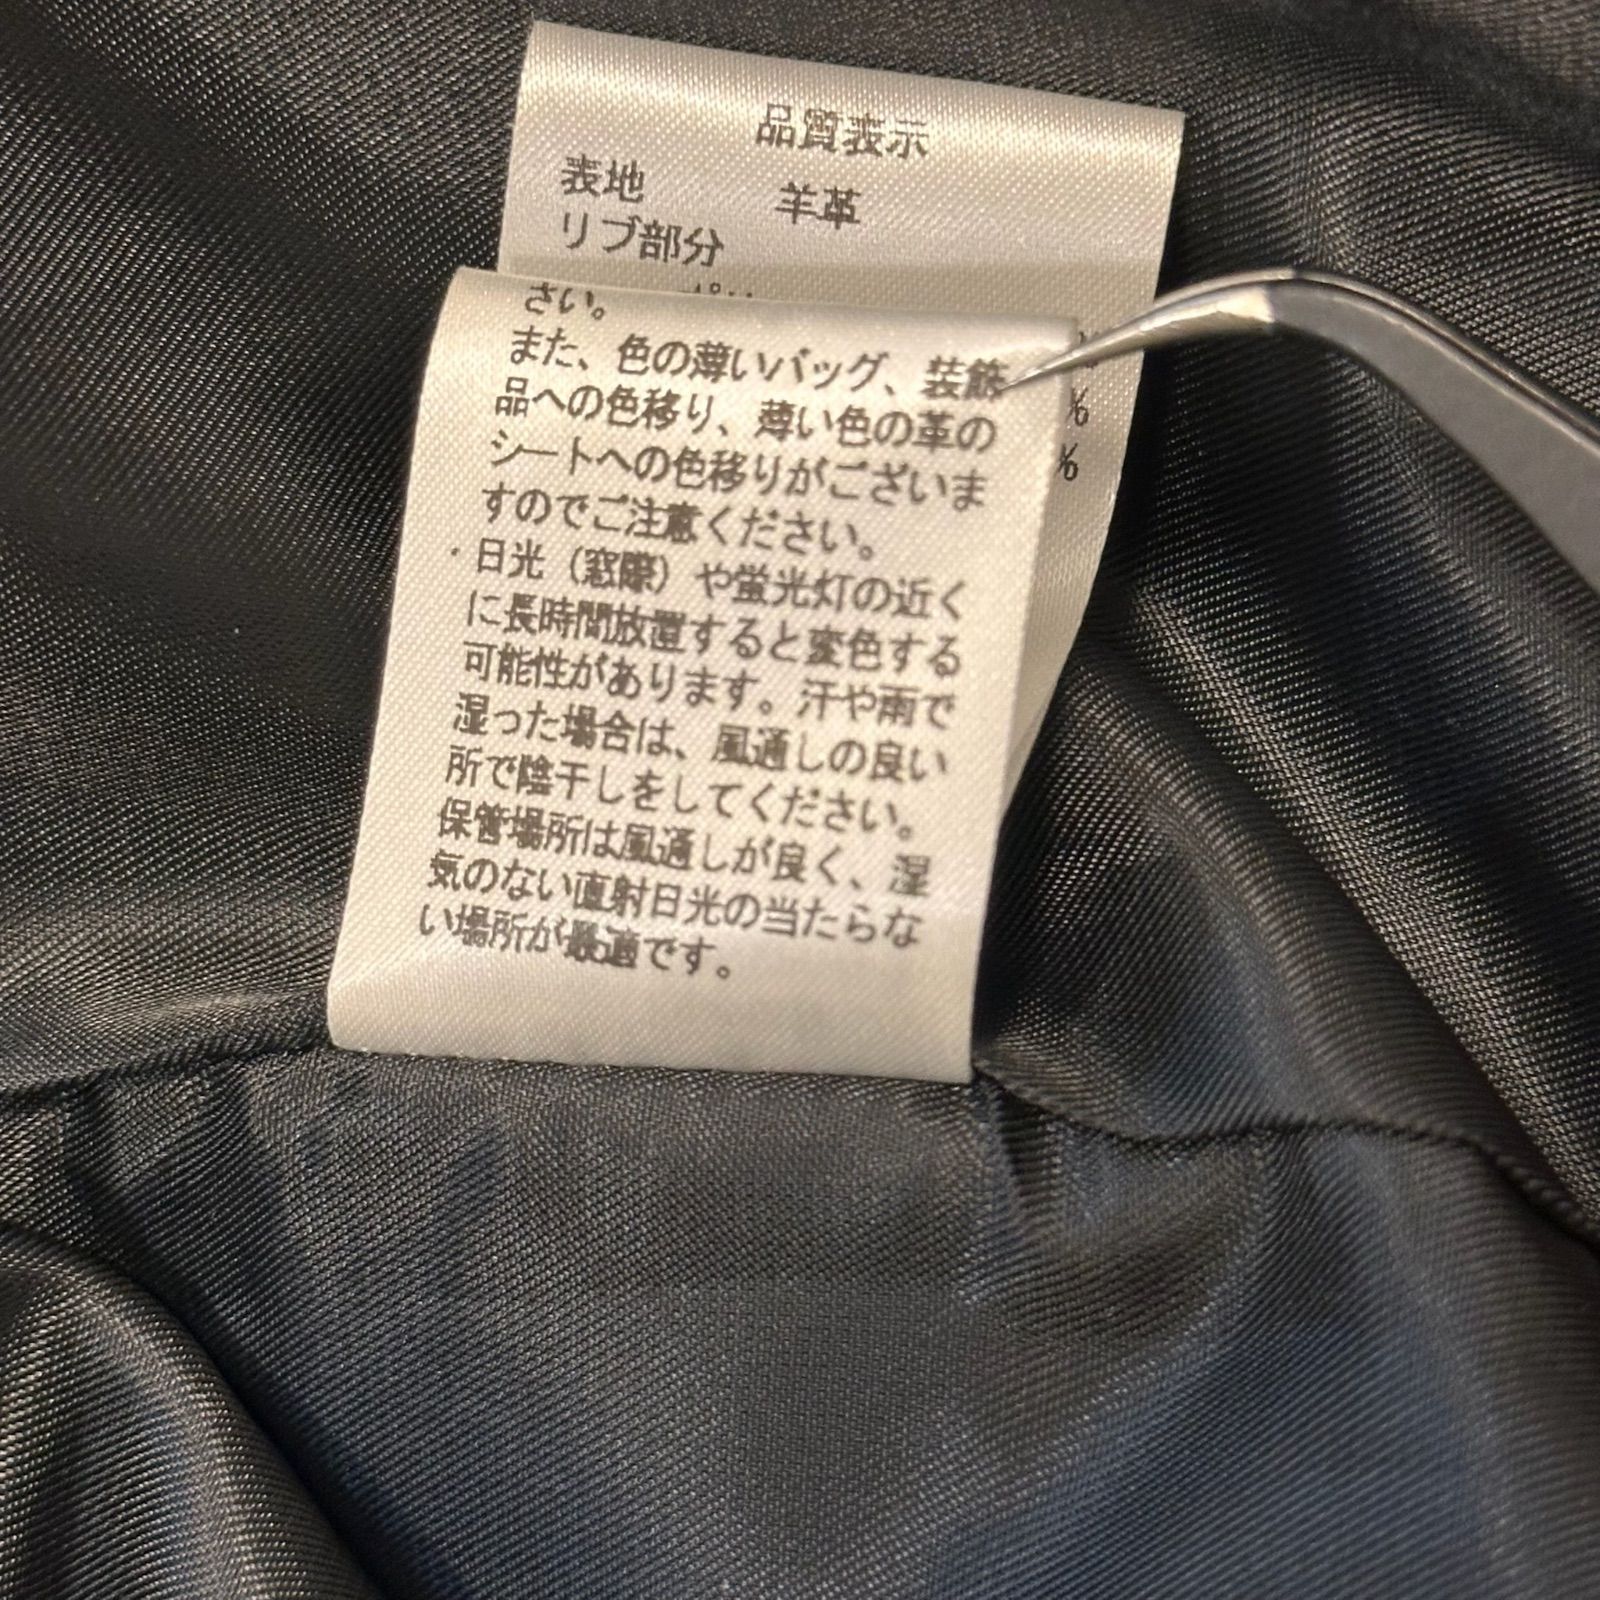 品質表示
表地 羊革
リブ部分
さい。
また、色の薄いバッグ、装飾
品への色移り、薄い色の革の
シートへの色移りがございま
すのでご注意ください。
・日光（窓際）や蛍光灯の近く
に長時間放置すると変色する
可能性があります。汗や雨で
湿った場合は、風通しの良い
所で陰干しをしてください。
保管場所は風通しが良く、湿
気のない直射日光の当たらな
い場所が最適です。